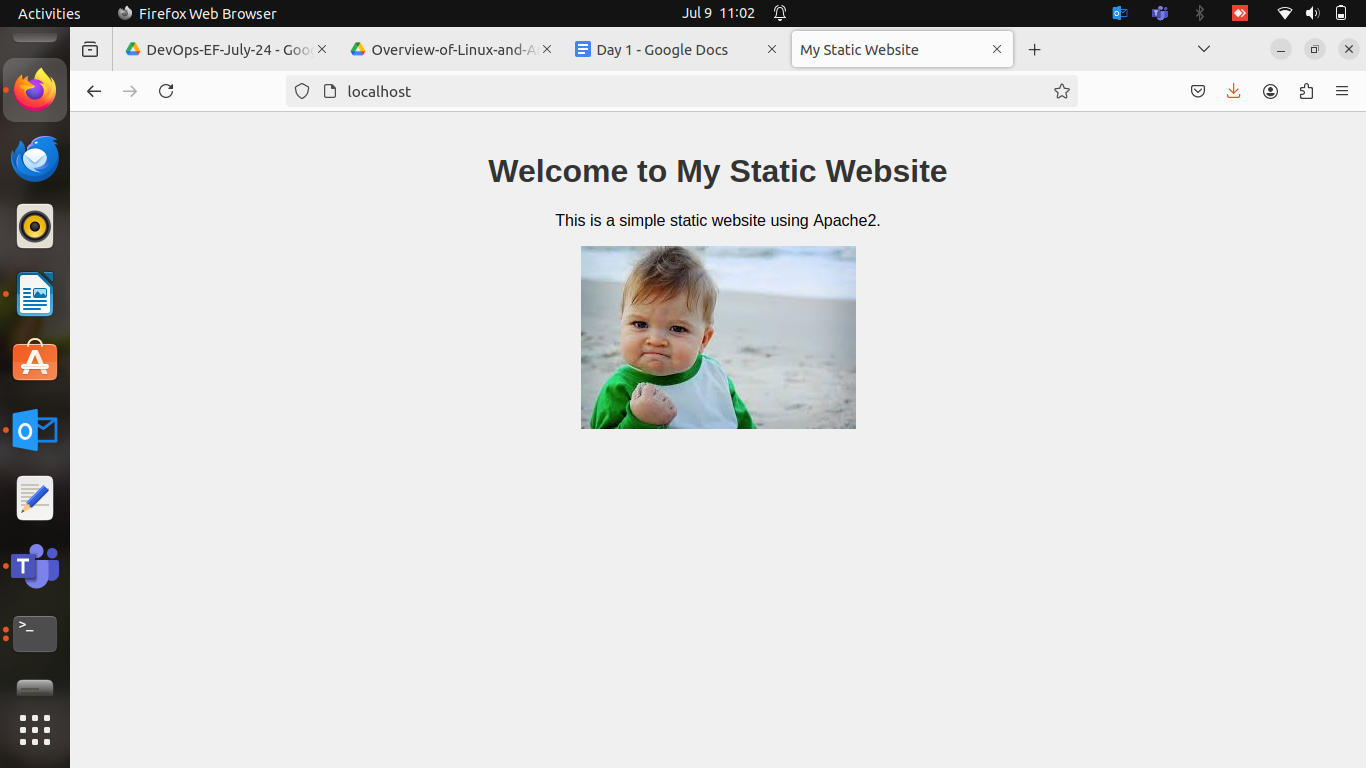 Activities
Firefox Web Browser
Jul 9 11:02
DevOps-EF-July-24 - Goo
Overview-of-Linux-and-A
Day 1 - Google Docs
My Static Website
localhost
Welcome to My Static Website
This is a simple static website using Apache2.